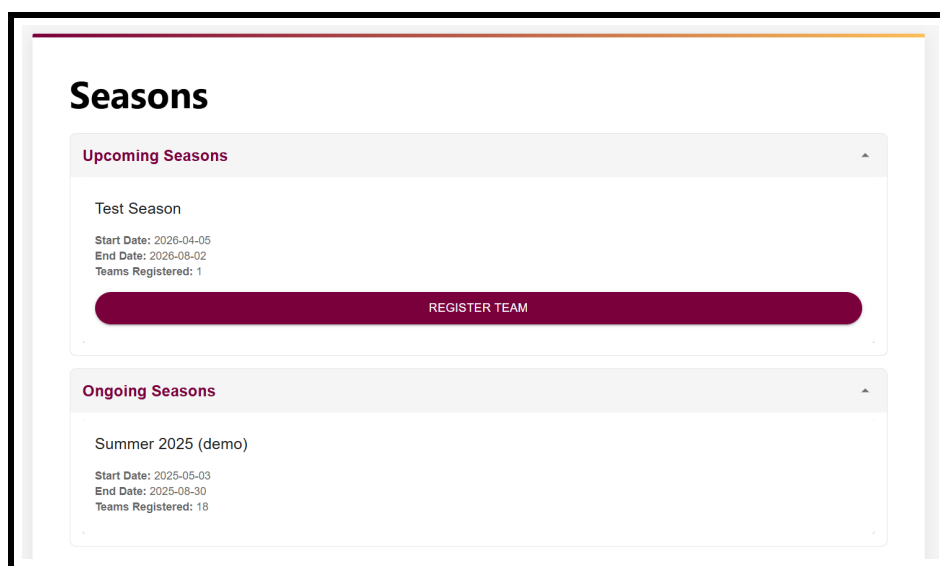 Seasons
Upcoming Seasons
Test Season
Start Date: 2026-04-05
End Date: 2026-08-02
Teams Registered: 1
REGISTER TEAM
Ongoing Seasons
Summer 2025 (demo)
Start Date: 2025-05-03
End Date: 2025-08-30
Teams Registered: 18